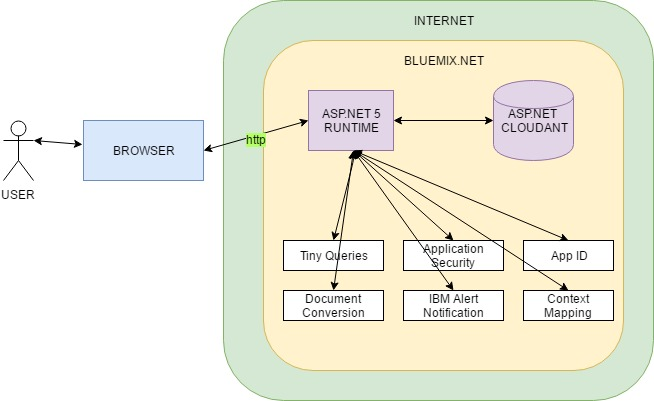 INTERNET
BLUEMIX.NET
ASP.NET 5
RUNTIME
ASP.NET
CLOUDANT
http
BROWSER
USER
Tiny Queries
Application
Security
App ID
Document
Conversion
IBM Alert
Notification
Context
Mapping